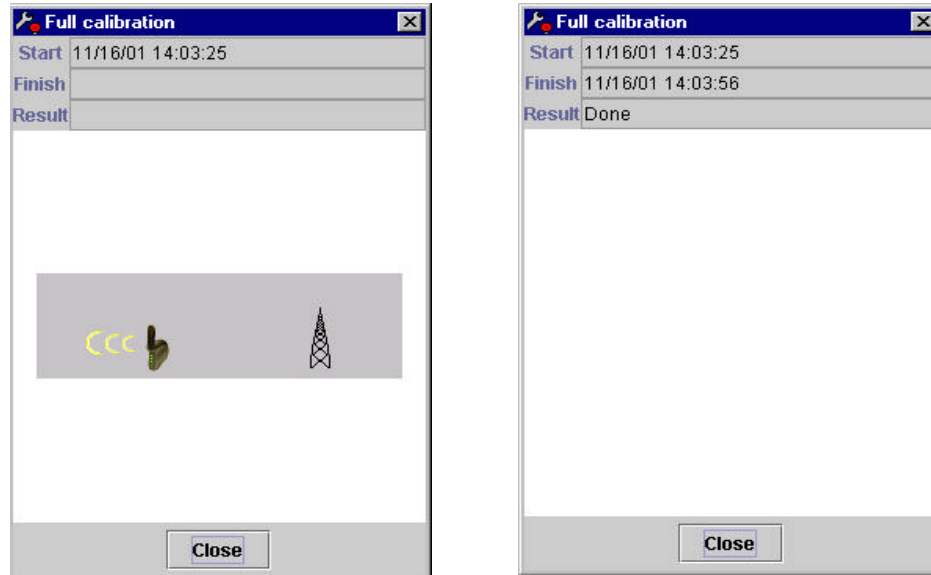 Full calibration
Start 11/16/01 14:03:25
Finish
Result
Close
Full calibration
Start 11/16/01 14:03:25
Finish 11/16/01 14:03:56
Result Done
Close